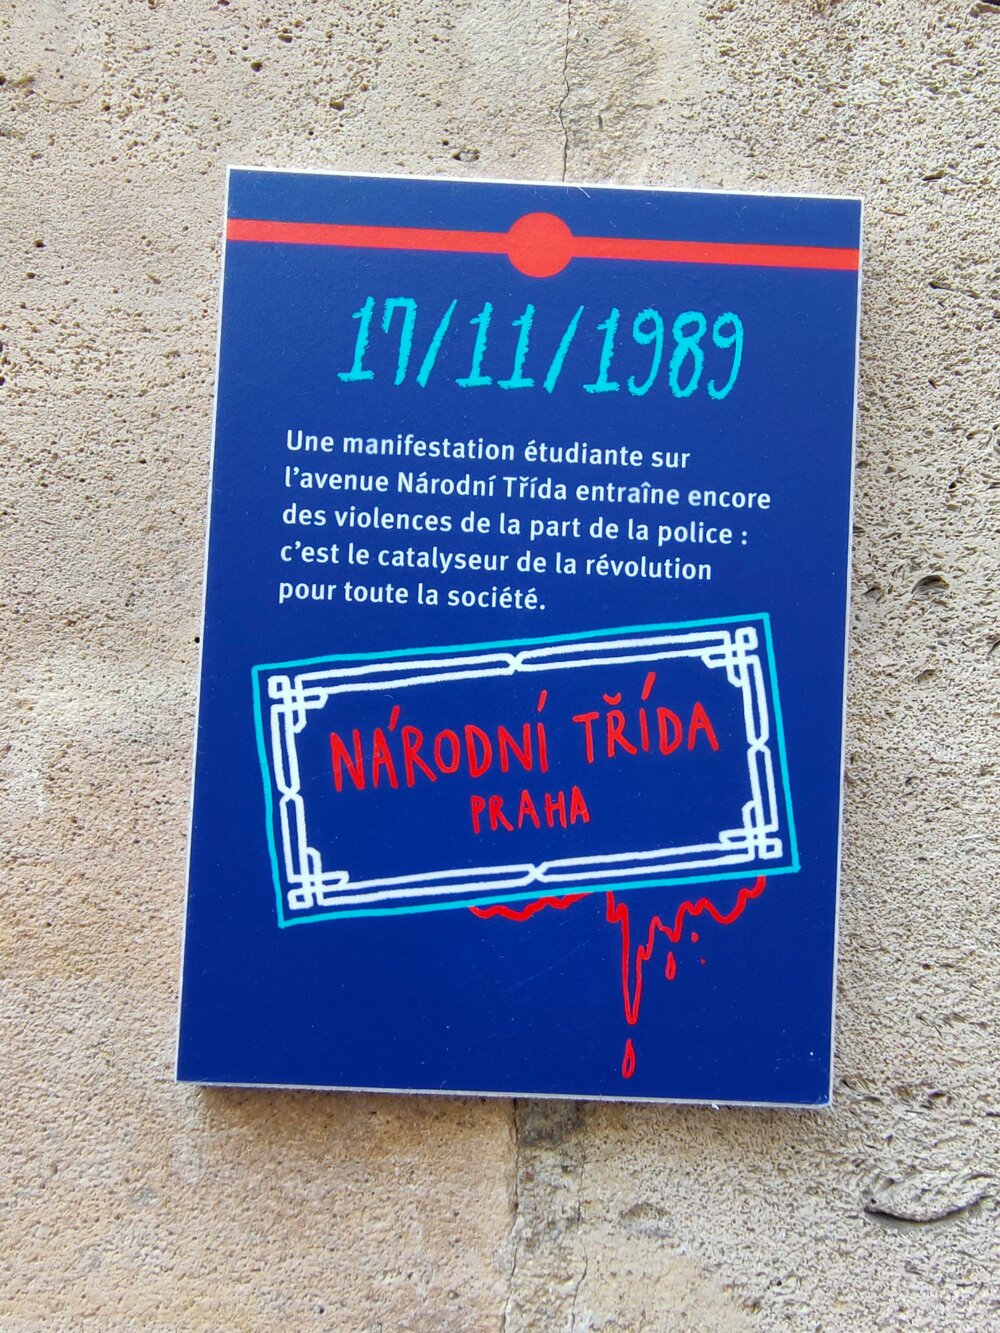 17/11/1989
Une manifestation étudiante sur
l’avenue Národní Třída entraîne encore
des violences de la part de la police :
c’est le catalyseur de la révolution
pour toute la société.
NÁRODNÍ TŘÍDA
PRAHA